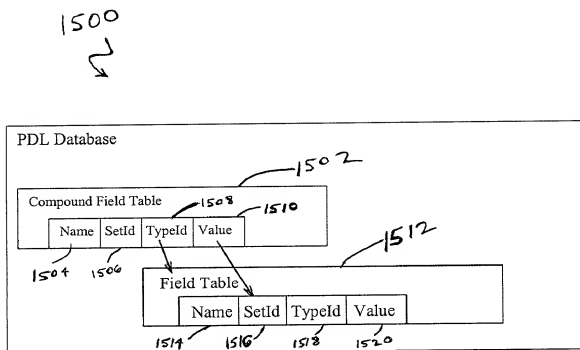 1500
PDL Database
1502
Compound Field Table
1508
1510
Name SetId TypeId Value
1504 1506
1512
Field Table
Name SetId TypeId Value
1514 1516 1518 1520